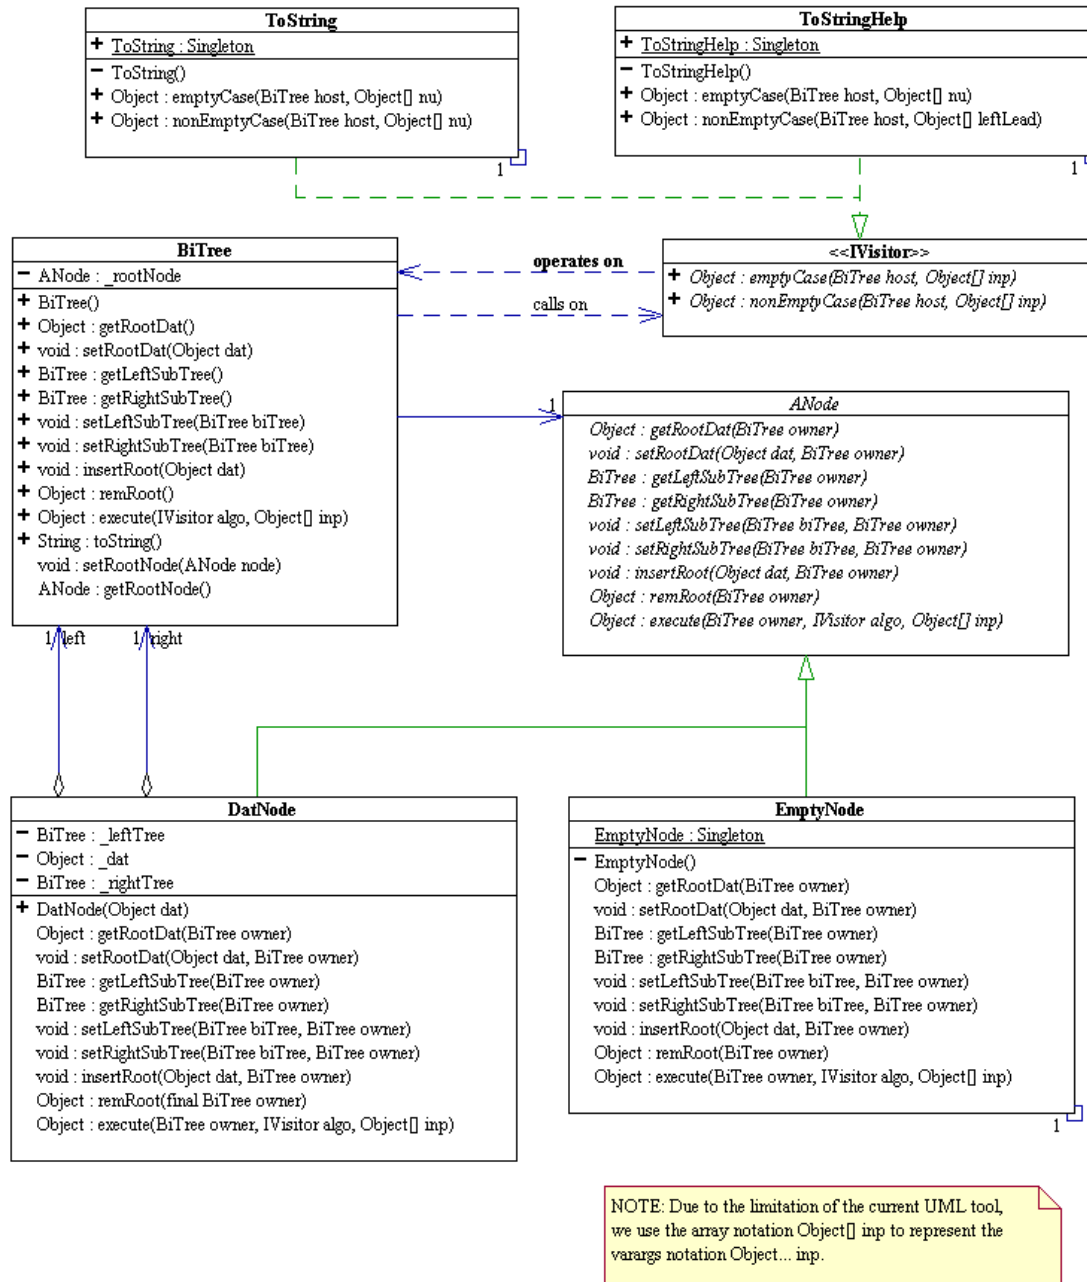 ToString
+ ToString : Singleton
− ToString()
+ Object : emptyCase(BiTree host, Object[] nu)
+ Object : nonEmptyCase(BiTree host, Object[] nu)
1
ToStringHelp
+ ToStringHelp : Singleton
− ToStringHelp()
+ Object : emptyCase(BiTree host, Object[] nu)
+ Object : nonEmptyCase(BiTree host, Object[] leftLead)
1
BiTree
− ANode : _rootNode
+ BiTree()
+ Object : getRootDat()
+ void : setRootDat(Object dat)
+ BiTree : getLeftSubTree()
+ BiTree : getRightSubTree()
+ void : setLeftSubTree(BiTree biTree)
+ void : setRightSubTree(BiTree biTree)
+ void : insertRoot(Object dat)
+ Object : remRoot()
+ Object : execute(IVisitor algo, Object[] inp)
+ String : toString()
void : setRootNode(ANode node)
ANode : getRootNode()
operates on
calls on
<<IVisitor>>
+ Object : emptyCase(BiTree host, Object[] inp)
+ Object : nonEmptyCase(BiTree host, Object[] inp)
1
ANode
Object : getRootDat(BiTree owner)
void : setRootDat(Object dat, BiTree owner)
BiTree : getLeftSubTree(BiTree owner)
BiTree : getRightSubTree(BiTree owner)
void : setLeftSubTree(BiTree biTree, BiTree owner)
void : setRightSubTree(BiTree biTree, BiTree owner)
void : insertRoot(Object dat, BiTree owner)
Object : remRoot(BiTree owner)
Object : execute(BiTree owner, IVisitor algo, Object[] inp)
1 left
1 right
DatNode
− BiTree : _leftTree
− Object : _dat
− BiTree : _rightTree
+ DatNode(Object dat)
Object : getRootDat(BiTree owner)
void : setRootDat(Object dat, BiTree owner)
BiTree : getLeftSubTree(BiTree owner)
BiTree : getRightSubTree(BiTree owner)
void : setLeftSubTree(BiTree biTree, BiTree owner)
void : setRightSubTree(BiTree biTree, BiTree owner)
void : insertRoot(Object dat, BiTree owner)
Object : remRoot(final BiTree owner)
Object : execute(BiTree owner, IVisitor algo, Object[] inp)
EmptyNode
EmptyNode : Singleton
− EmptyNode()
Object : getRootDat(BiTree owner)
void : setRootDat(Object dat, BiTree owner)
BiTree : getLeftSubTree(BiTree owner)
BiTree : getRightSubTree(BiTree owner)
void : setLeftSubTree(BiTree biTree, BiTree owner)
void : setRightSubTree(BiTree biTree, BiTree owner)
void : insertRoot(Object dat, BiTree owner)
Object : remRoot(BiTree owner)
Object : execute(BiTree owner, IVisitor algo, Object[] inp)
1
NOTE: Due to the limitation of the current UML tool,
we use the array notation Object[] inp to represent the
varargs notation Object... inp.